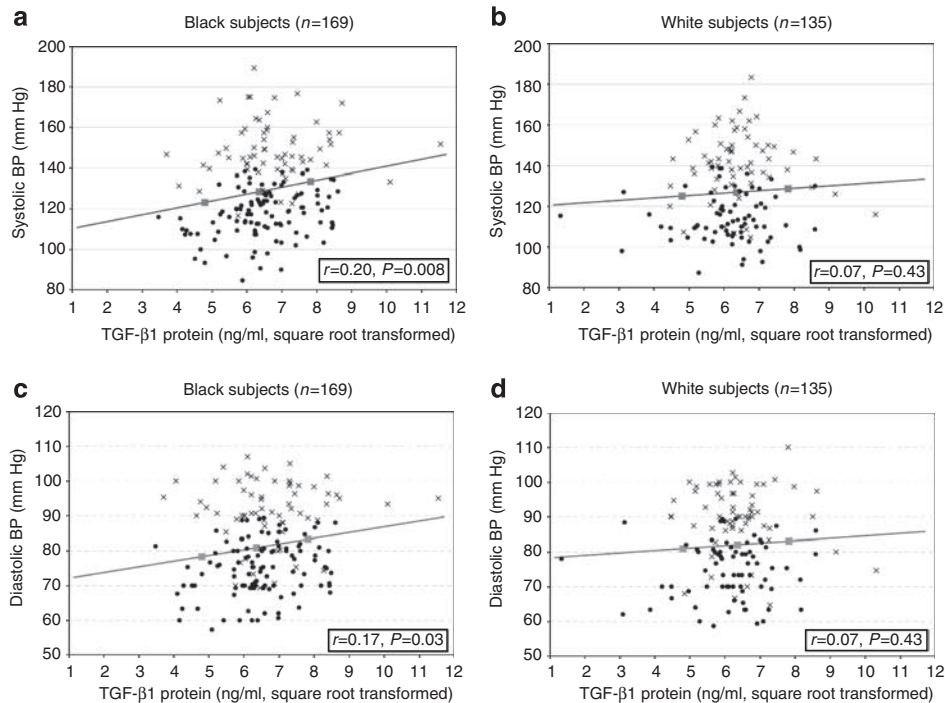 a
Black subjects (n=169)
Systolic BP (mm Hg)
200
180
160
140
120
100
80
r=0.20, P=0.008
1 2 3 4 5 6 7 8 9 10 11 12
TGF-β1 protein (ng/ml, square root transformed)
b
White subjects (n=135)
Systolic BP (mm Hg)
200
180
160
140
120
100
80
r=0.07, P=0.43
1 2 3 4 5 6 7 8 9 10 11 12
TGF-β1 protein (ng/ml, square root transformed)
c
Black subjects (n=169)
Diastolic BP (mm Hg)
120
110
100
90
80
70
60
50
r=0.17, P=0.03
1 2 3 4 5 6 7 8 9 10 11 12
TGF-β1 protein (ng/ml, square root transformed)
d
White subjects (n=135)
Diastolic BP (mm Hg)
120
110
100
90
80
70
60
50
r=0.07, P=0.43
1 2 3 4 5 6 7 8 9 10 11 12
TGF-β1 protein (ng/ml, square root transformed)